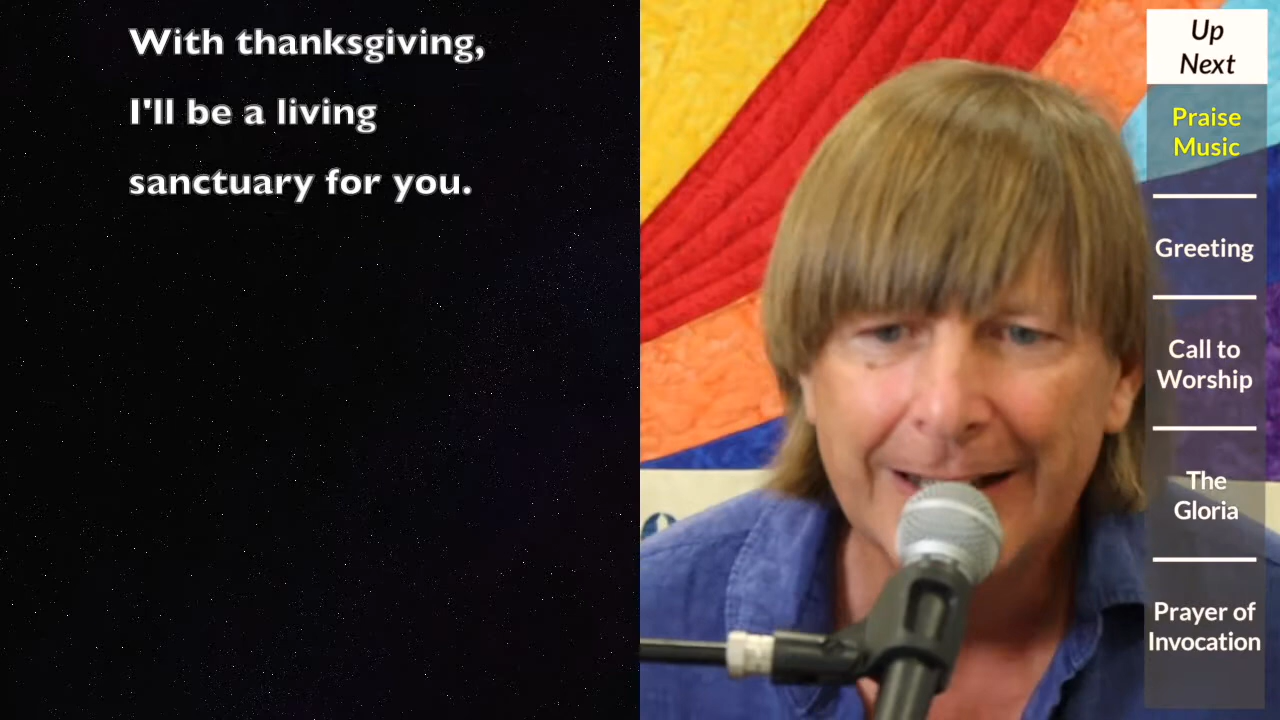 With thanksgiving,
I'll be a living
sanctuary for you.
Up
Next
Praise
Music
Greeting
Call to
Worship
The
Gloria
Prayer of
Invocation